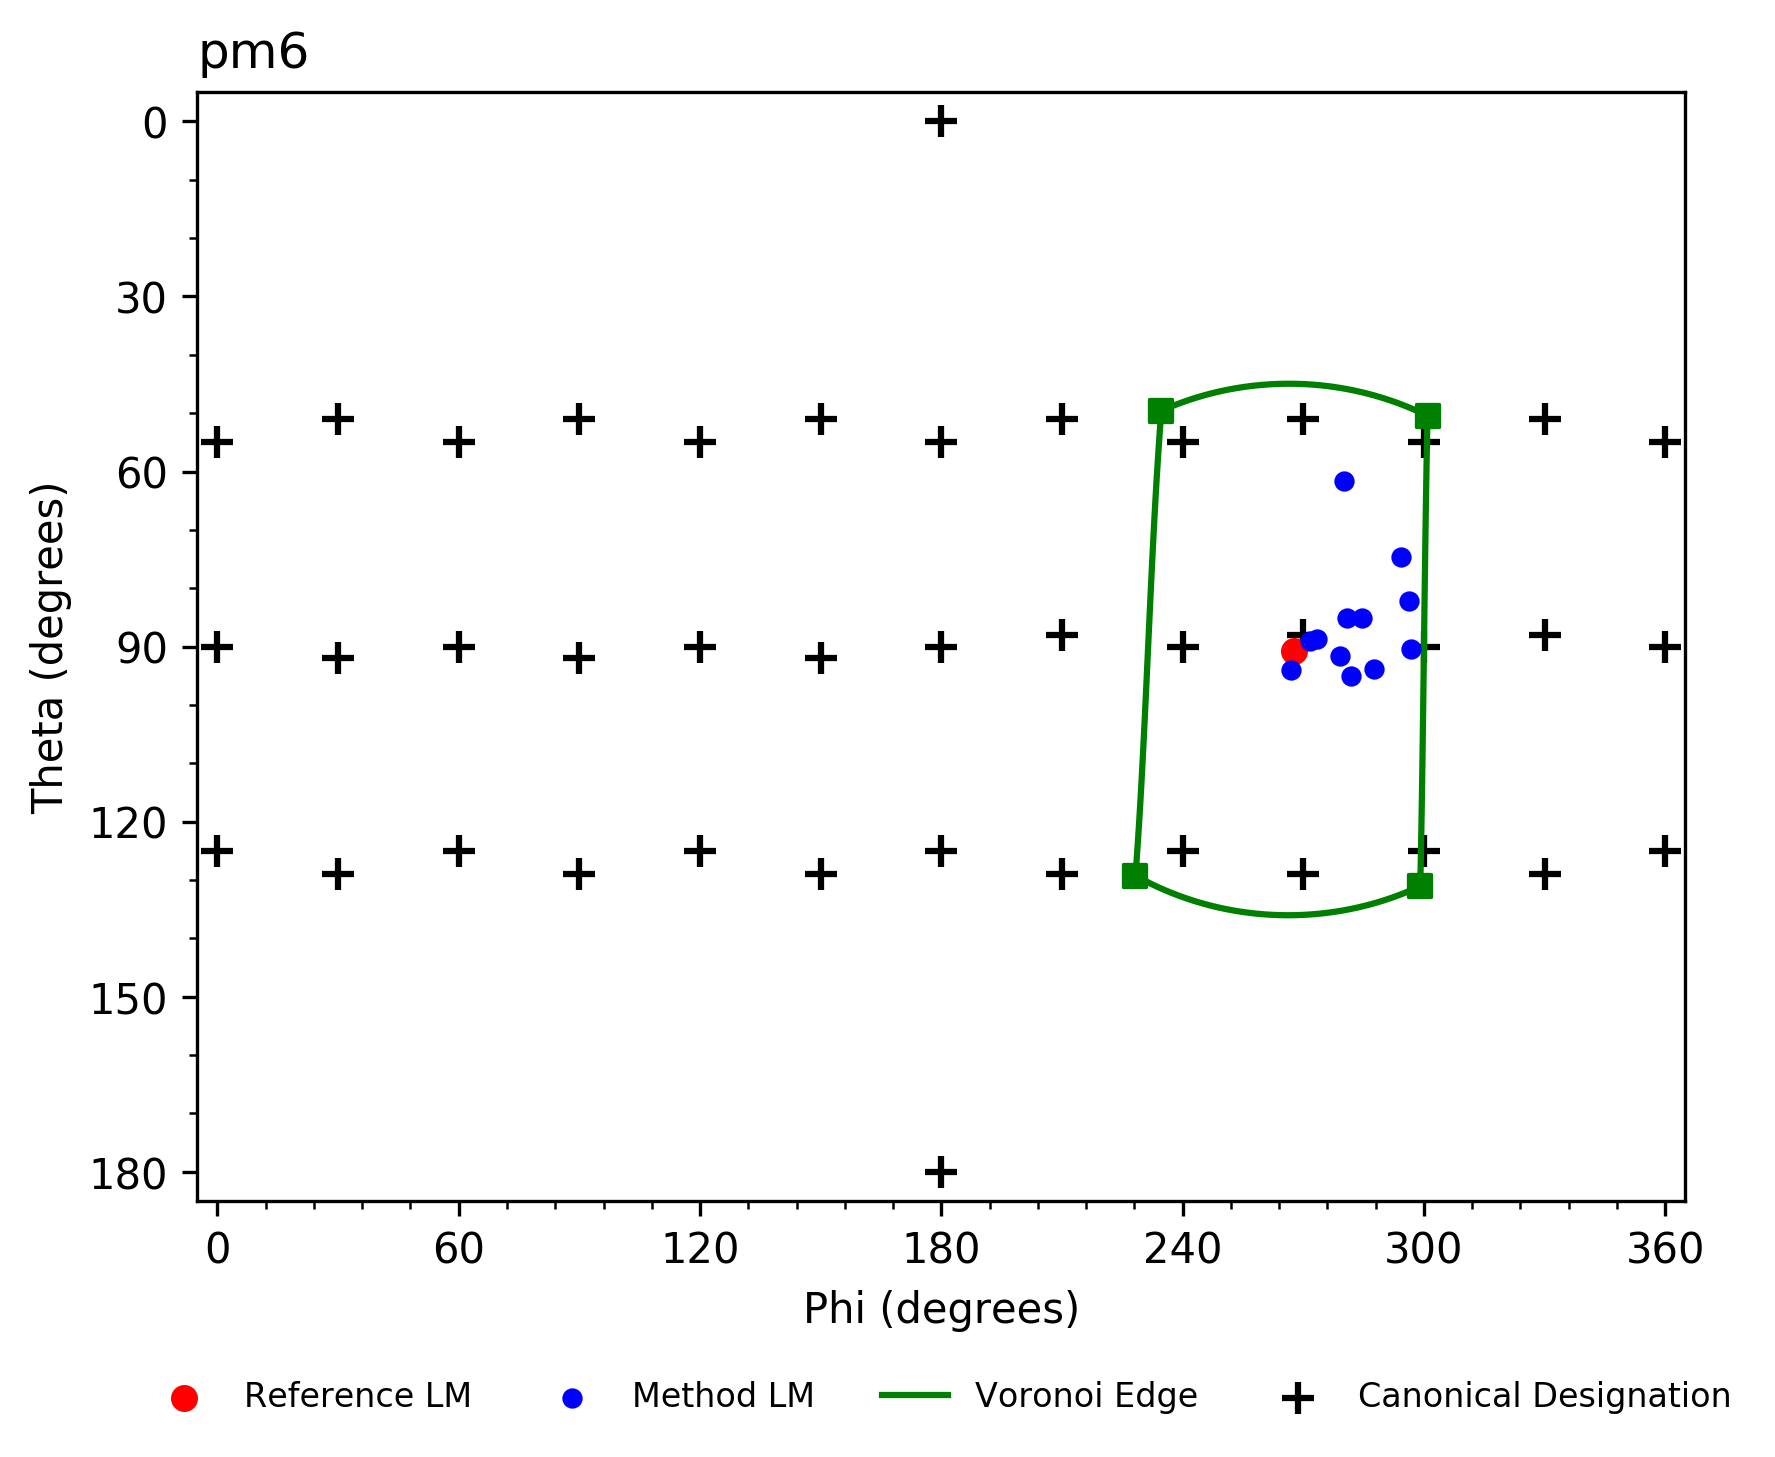 pm6
0
30
60
90
120
150
180
Theta (degrees)
0 60 120 180 240 300 360
Phi (degrees)
Reference LM Method LM Voronoi Edge Canonical Designation